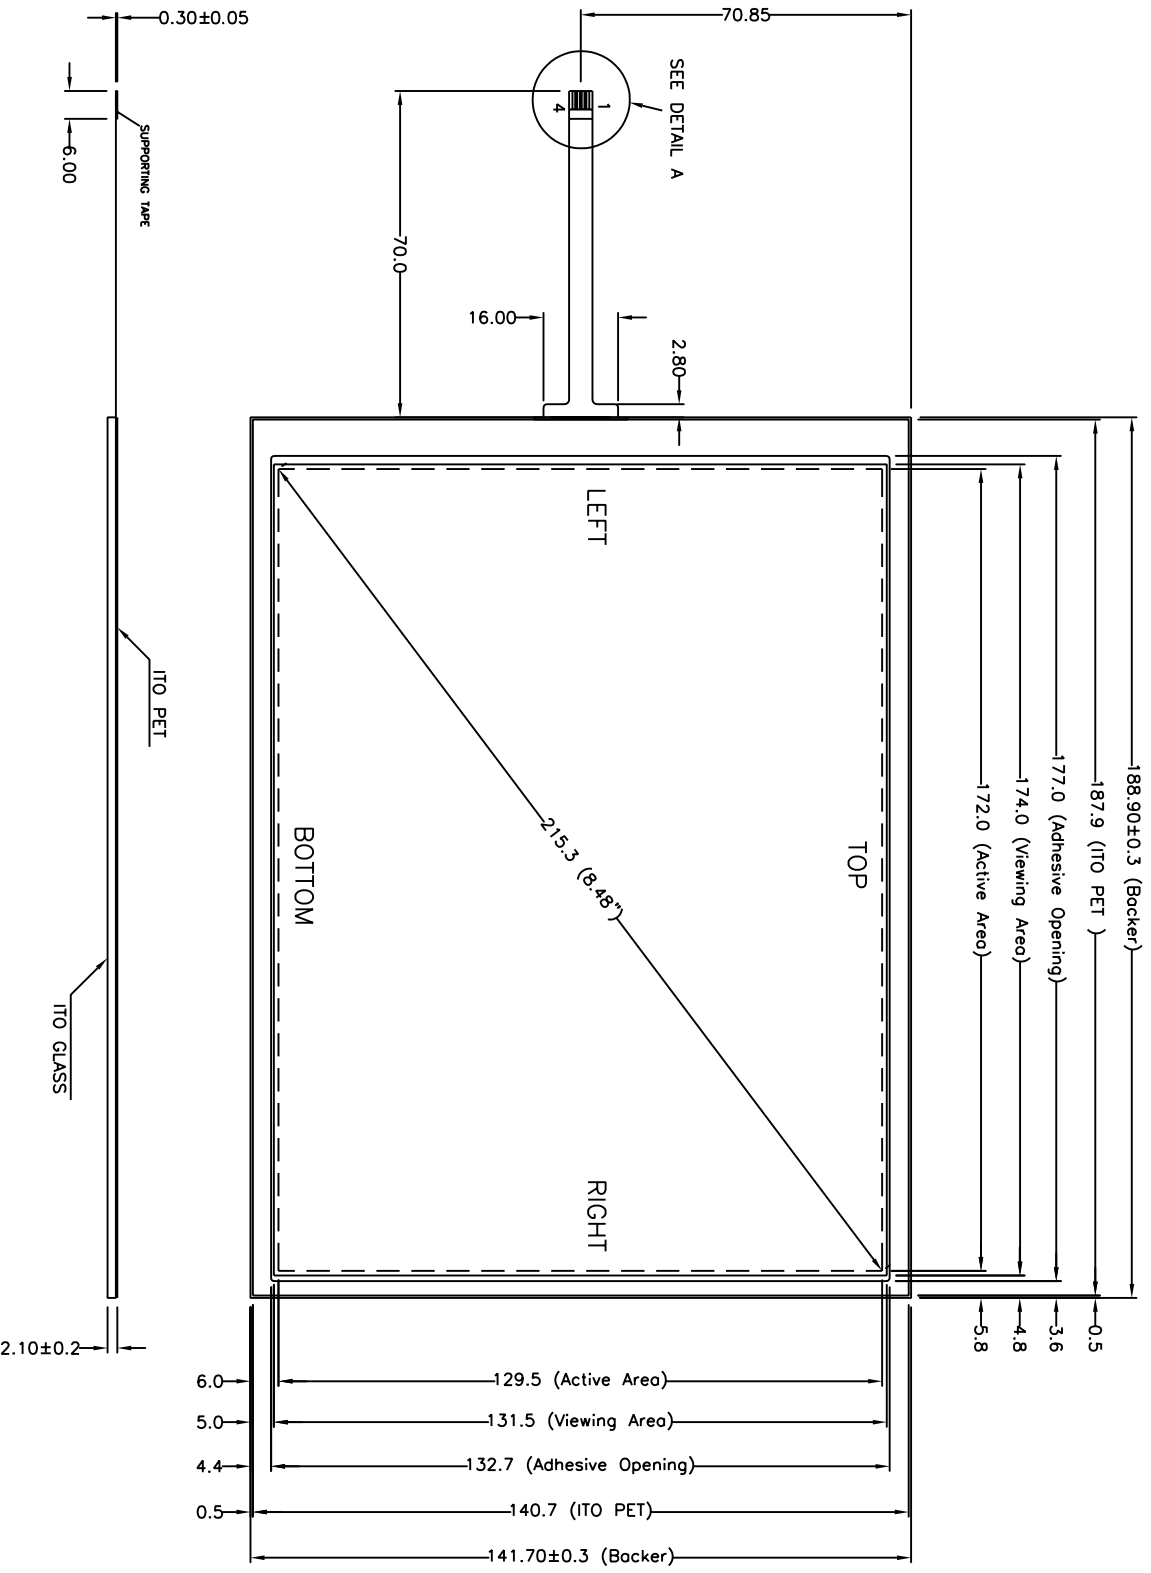 0.30±0.05
70.85
SEE DETAIL A
1
4
SUPPORTING TAPE
6.00
70.0
16.00
2.80
LEFT
TOP
BOTTOM
RIGHT
215.3 (8.48")
ITO PET
ITO GLASS
188.90±0.3 (Backer)
187.9 (ITO PET )
177.0 (Adhesive Opening)
174.0 (Viewing Area)
172.0 (Active Area)
0.5
3.6
4.8
5.8
2.10±0.2
6.0
129.5 (Active Area)
5.0
131.5 (Viewing Area)
4.4
132.7 (Adhesive Opening)
0.5
140.7 (ITO PET)
141.70±0.3 (Backer)